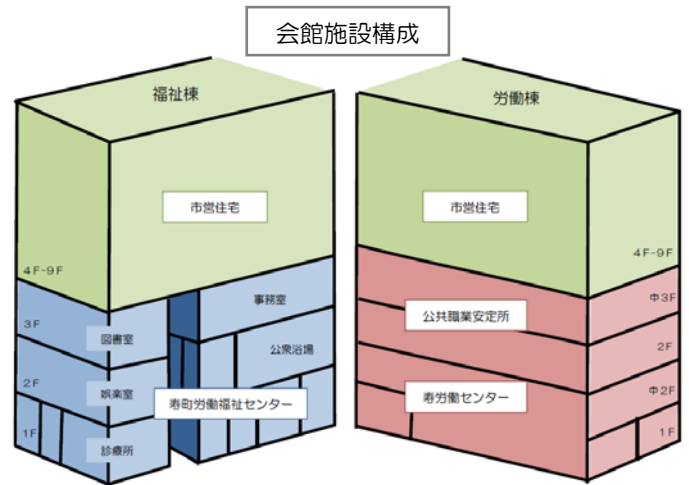 会館施設構成
福祉棟
市営住宅
4F-9F
3F
図書室
事務室
2F
娯楽室
公衆浴場
寿町労働福祉センター
1F
診療所
労働棟
市営住宅
4F-9F
公共職業安定所
中3F
2F
寿労働センター
中2F
1F